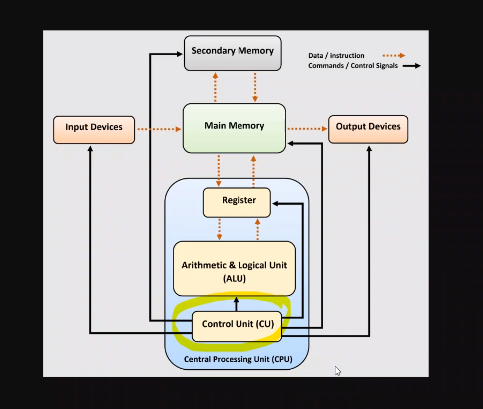 Secondary Memory
Data / Instruction
Commands / Control Signals
Input Devices
Main Memory
Output Devices
Register
Arithmetic & Logical Unit
(ALU)
Control Unit (CU)
Central Processing Unit (CPU)